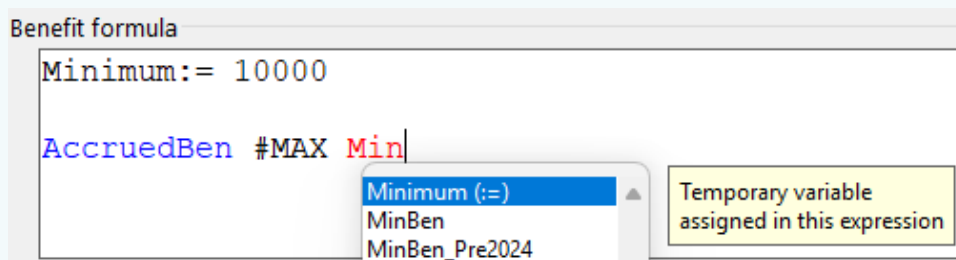 Benefit formula
Minimum:= 10000
AccruedBen #MAX Min
Minimum (:=)
MinBen
MinBen_Pre2024
Temporary variable
assigned in this expression